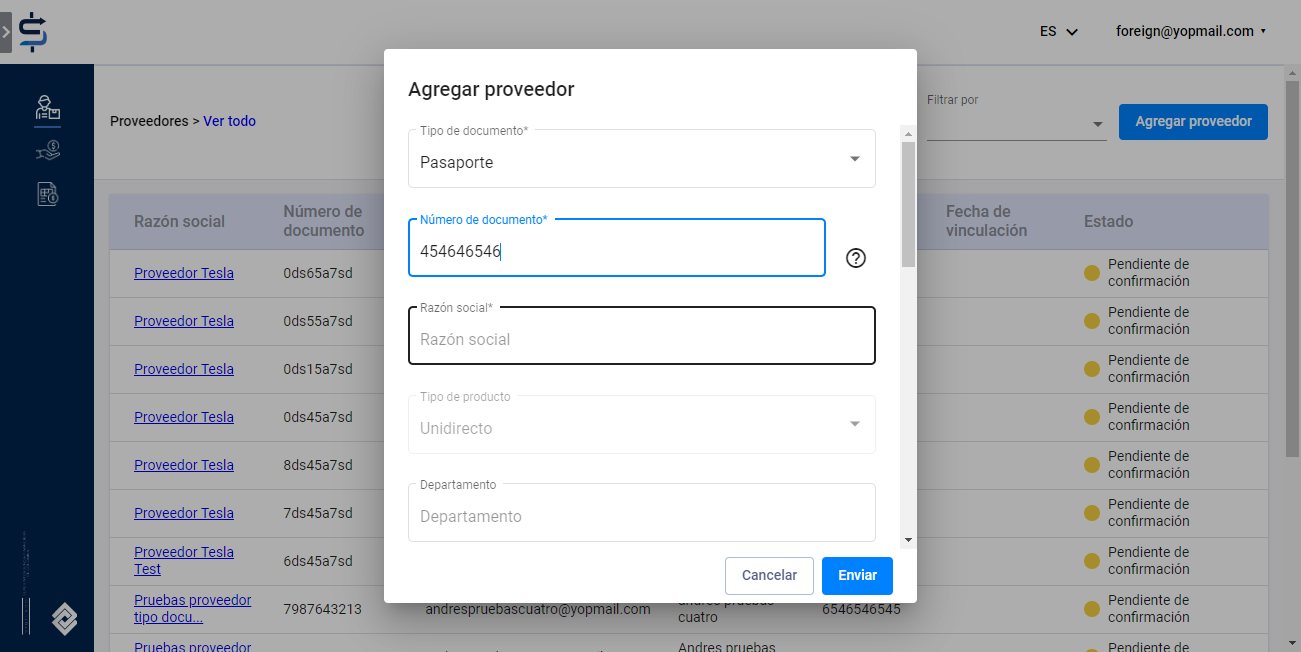 ES
foreign@yopmail.com
Agregar proveedor
Proveedores > Ver todo
Filtrar por
Agregar proveedor
Tipo de documento*
Pasaporte
Número de documento*
454646546
Razón social*
Razón social
Tipo de producto
Unidirecto
Departamento
Departamento
Cancelar
Enviar
Razón social
Número de
documento
Fecha de
vinculación
Estado
Proveedor Tesla
0ds65a7sd
Pendiente de
confirmación
Proveedor Tesla
0ds55a7sd
Pendiente de
confirmación
Proveedor Tesla
0ds15a7sd
Pendiente de
confirmación
Proveedor Tesla
0ds45a7sd
Pendiente de
confirmación
Proveedor Tesla
8ds45a7sd
Pendiente de
confirmación
Proveedor Tesla
7ds45a7sd
Pendiente de
confirmación
Proveedor Tesla
Test
6ds45a7sd
Pendiente de
confirmación
Pruebas proveedor
tipo docu...
7987643213
andrespruebascuatro@yopmail.com
andres pruebas
cuatro
6546546545
Pendiente de
confirmación
Pruebas proveedor
Andres pruebas
Pendiente de